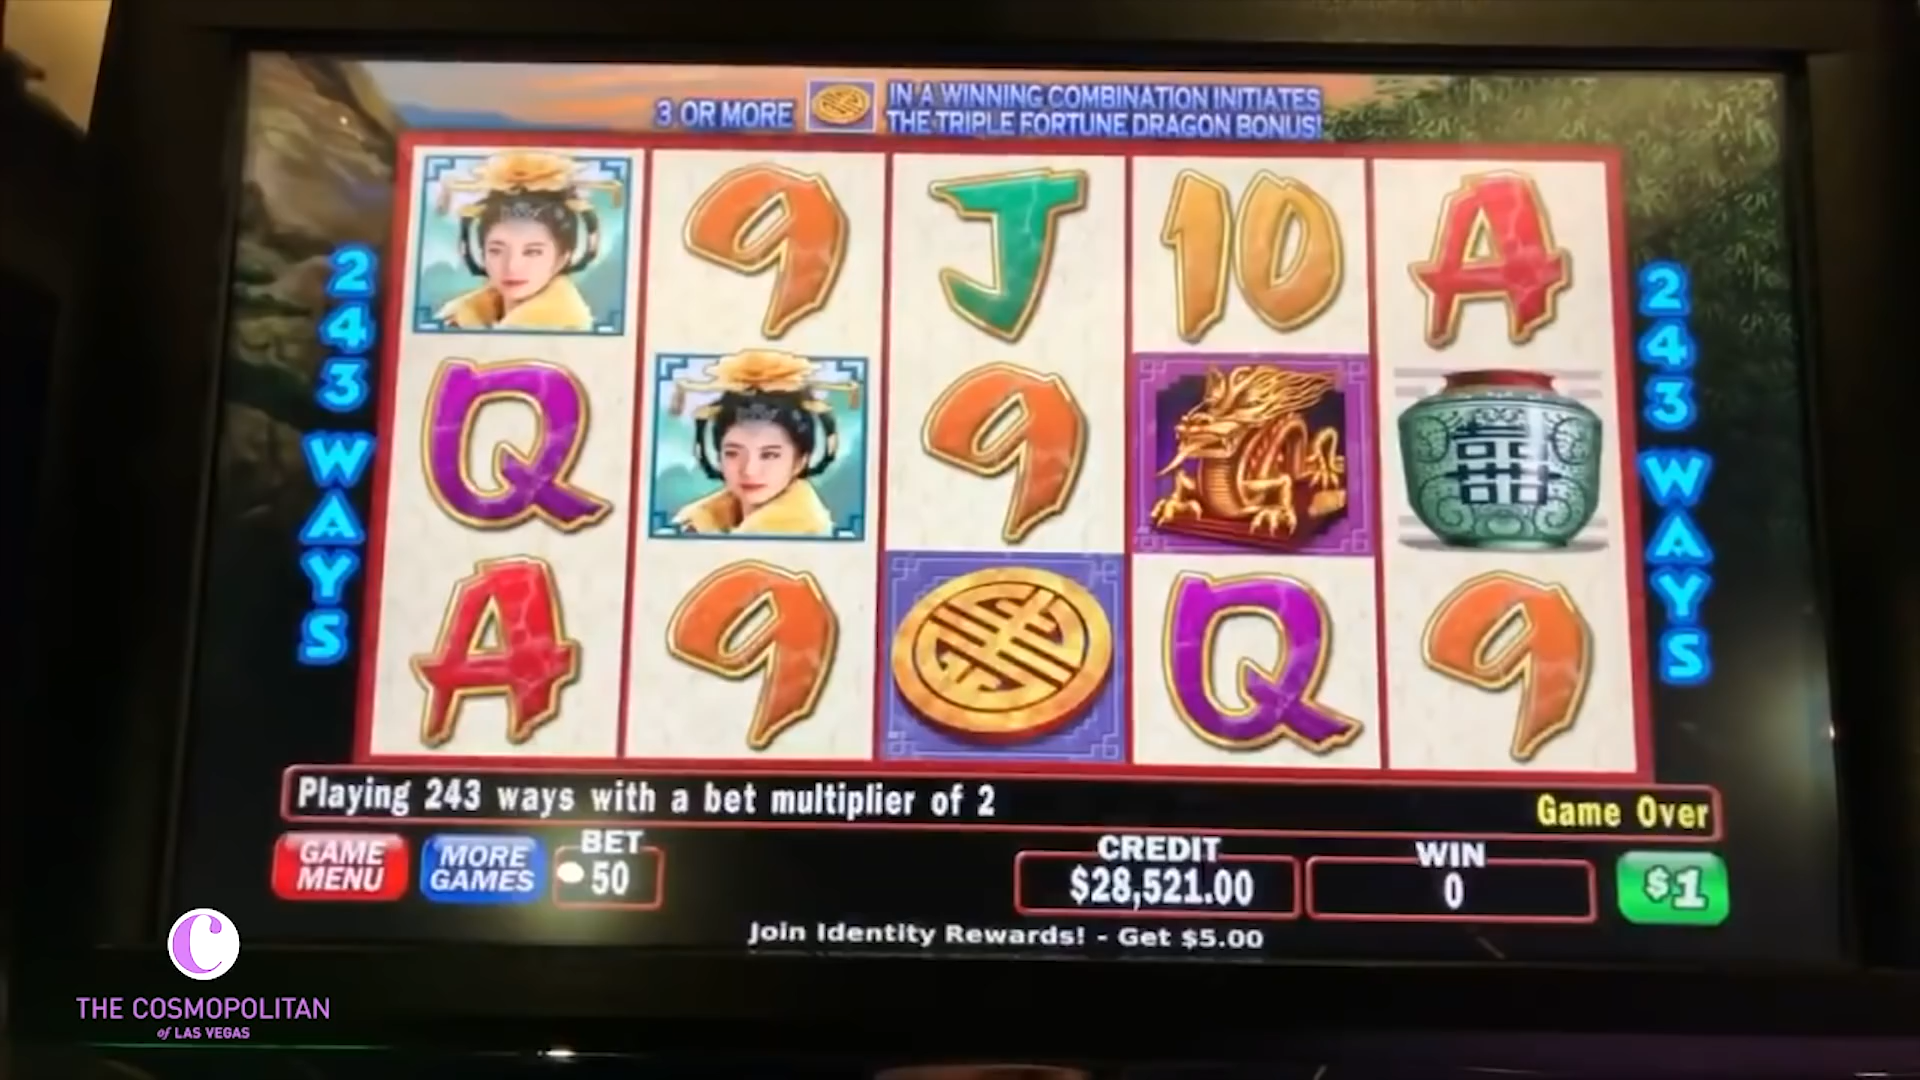 3 OR MORE
IN A WINNING COMBINATION INITIATES
THE TRIPLE FORTUNE DRAGON BONUS!
243 WAYS
243 WAYS
9 J 10 A
Q 9
A 9 Q 9
Playing 243 ways with a bet multiplier of 2
Game Over
GAME
MENU
MORE
GAMES
BET
50
CREDIT
$28,521.00
WIN
0
$1
Join Identity Rewards! - Get $5.00
C
THE COSMOPOLITAN
of LAS VEGAS